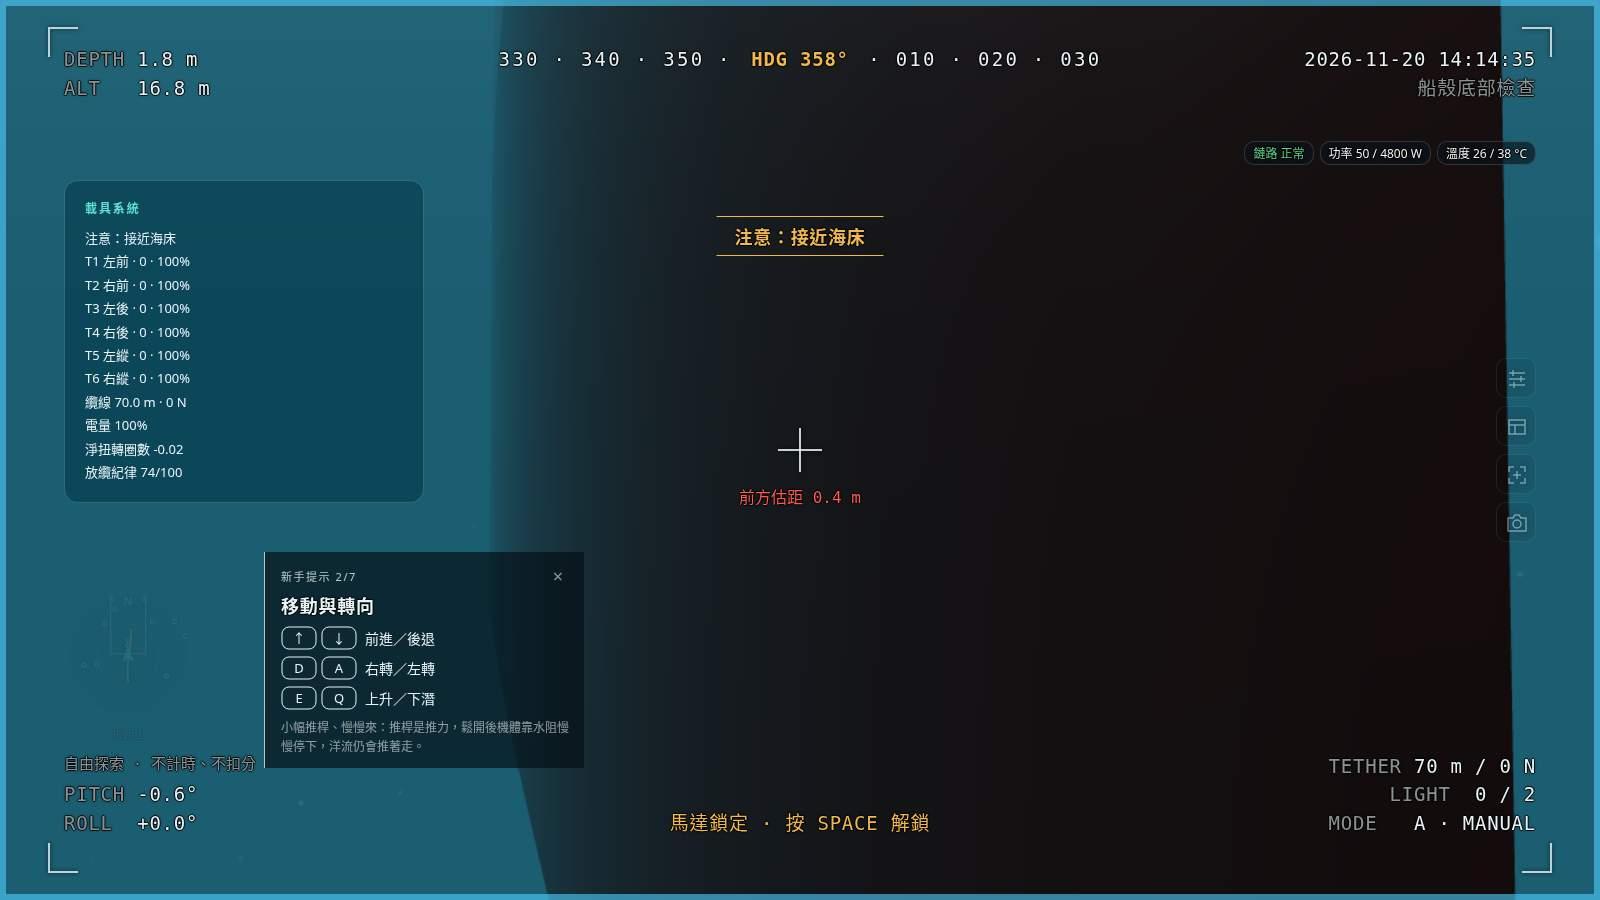 DEPTH 1.8 m
ALT 16.8 m
330 · 340 · 350 · HDG 358° · 010 · 020 · 030
2026-11-20 14:14:35
船殼底部檢查
鏈路 正常
功率 50 / 4800 W
溫度 26 / 38 °C
載具系統
注意：接近海床
T1 左前 · 0 · 100%
T2 右前 · 0 · 100%
T3 左後 · 0 · 100%
T4 右後 · 0 · 100%
T5 左縱 · 0 · 100%
T6 右縱 · 0 · 100%
纜線 70.0 m · 0 N
電量 100%
淨扭轉圈數 -0.02
放纜紀律 74/100
注意：接近海床
前方估距 0.4 m
新手提示 2/7
×
移動與轉向
↑ ↓ 前進／後退
D A 右轉／左轉
E Q 上升／下潛
小幅推桿、慢慢來：推桿是推力，鬆開後機體靠水阻慢
慢停下，洋流仍會推著走。
N
自由探索 · 不計時、不扣分
PITCH -0.6°
ROLL +0.0°
馬達鎖定 · 按 SPACE 解鎖
TETHER 70 m / 0 N
LIGHT 0 / 2
MODE A · MANUAL